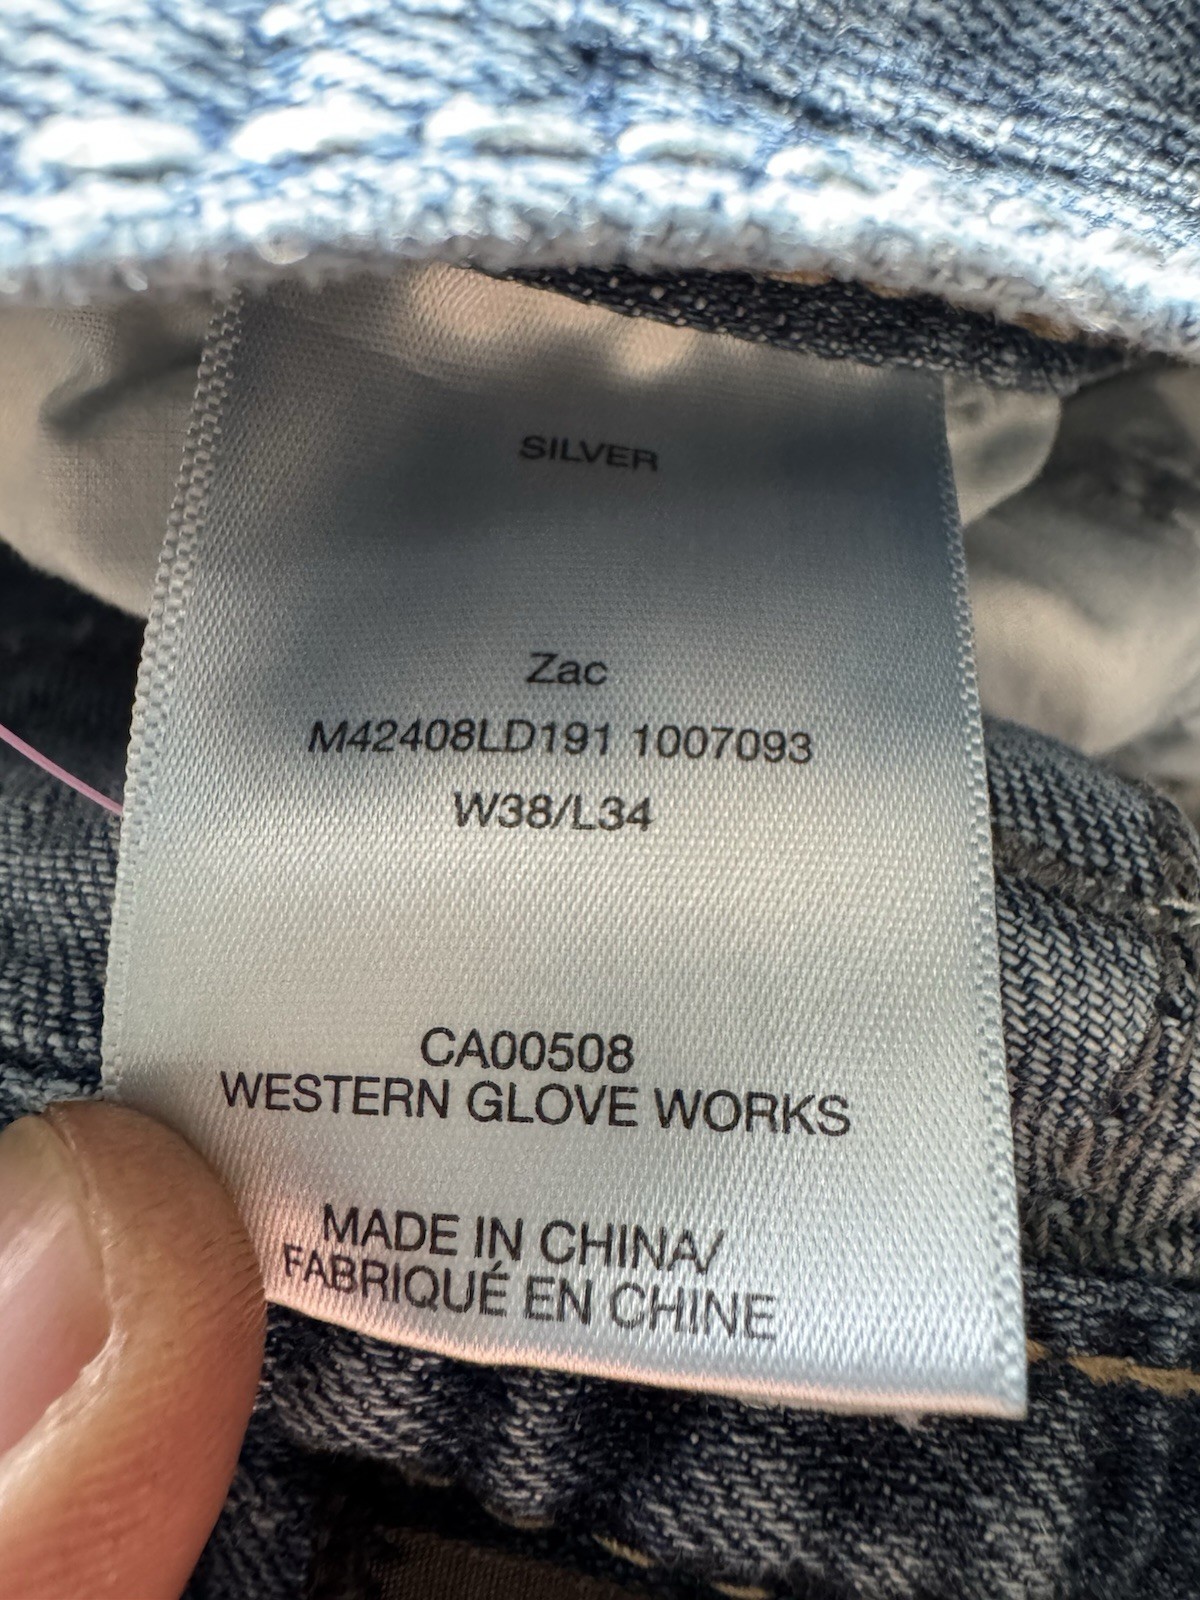 SILVER
Zac
M42408LD191 1007093
W38/L34
CA00508
WESTERN GLOVE WORKS
MADE IN CHINA/
FABRIQUÉ EN CHINE